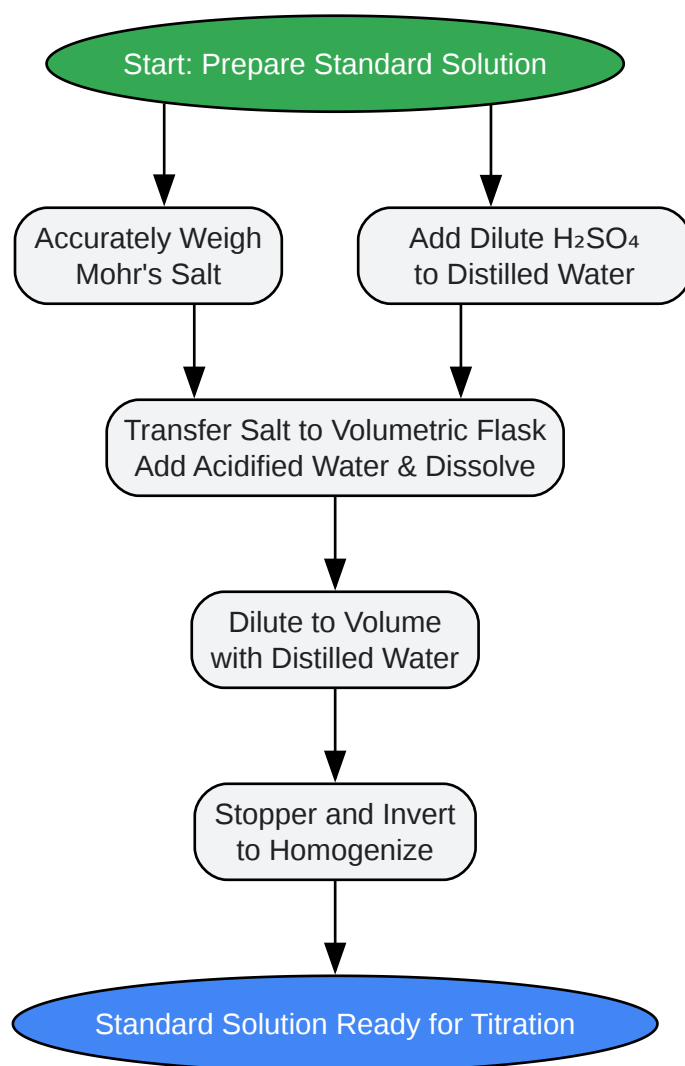 Start: Prepare Standard Solution
Accurately Weigh
Mohr's Salt
Add Dilute H₂SO₄
to Distilled Water
Transfer Salt to Volumetric Flask
Add Acidified Water & Dissolve
Dilute to Volume
with Distilled Water
Stopper and Invert
to Homogenize
Standard Solution Ready for Titration